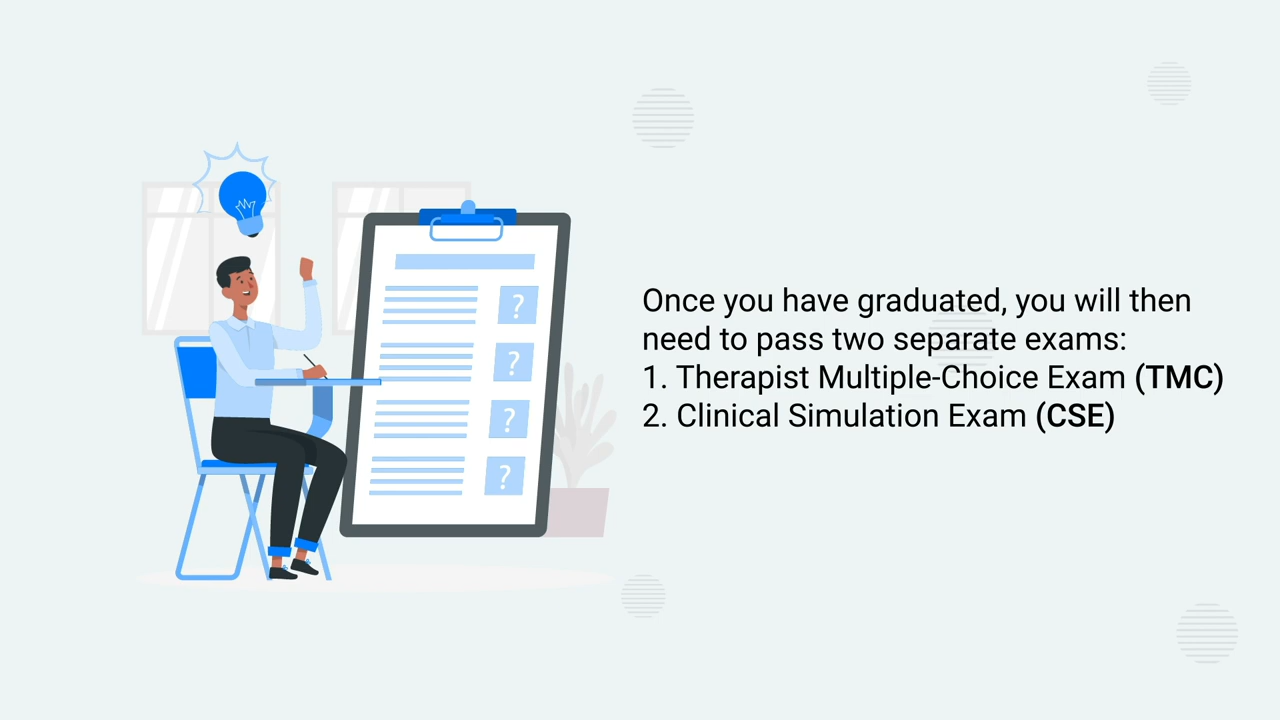 Once you have graduated, you will then
need to pass two separate exams:
1. Therapist Multiple-Choice Exam (TMC)
2. Clinical Simulation Exam (CSE)
?
?
?
?